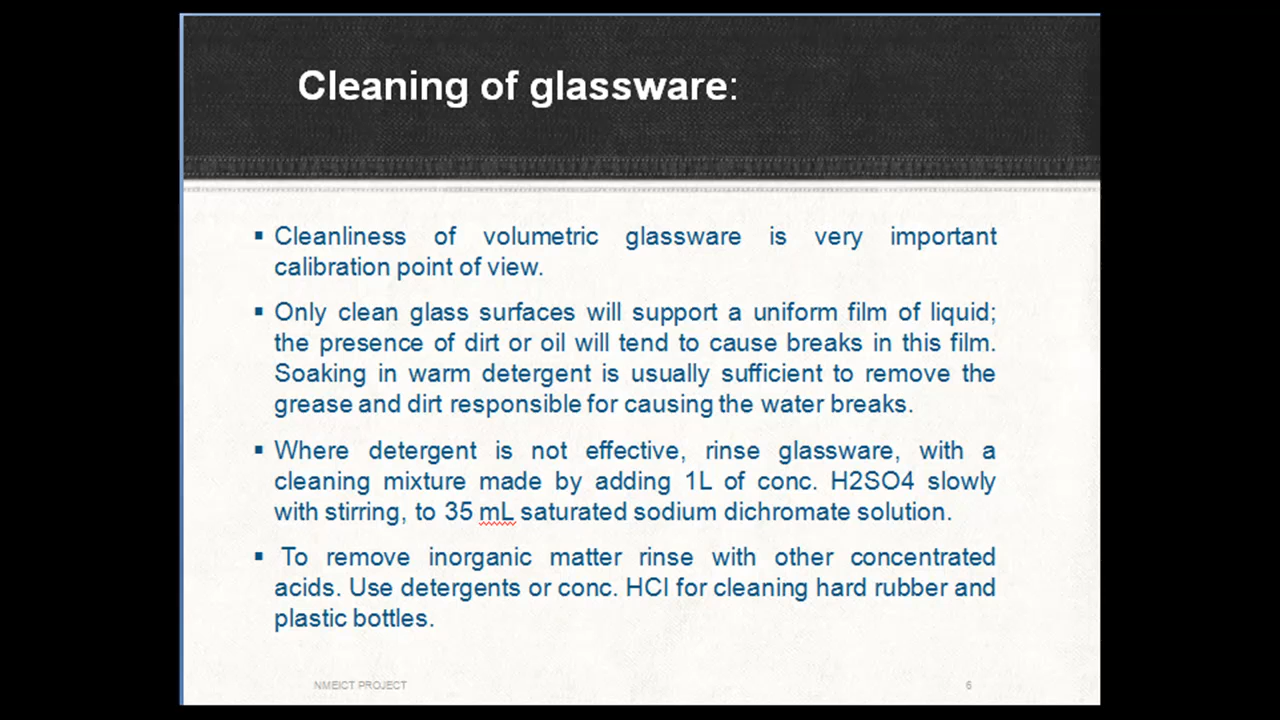 Cleaning of glassware:
▪ Cleanliness of volumetric glassware is very important
calibration point of view.
▪ Only clean glass surfaces will support a uniform film of liquid;
the presence of dirt or oil will tend to cause breaks in this film.
Soaking in warm detergent is usually sufficient to remove the
grease and dirt responsible for causing the water breaks.
▪ Where detergent is not effective, rinse glassware, with a
cleaning mixture made by adding 1L of conc. H2SO4 slowly
with stirring, to 35 mL saturated sodium dichromate solution.
▪ To remove inorganic matter rinse with other concentrated
acids. Use detergents or conc. HCl for cleaning hard rubber and
plastic bottles.
NMEICT PROJECT
6